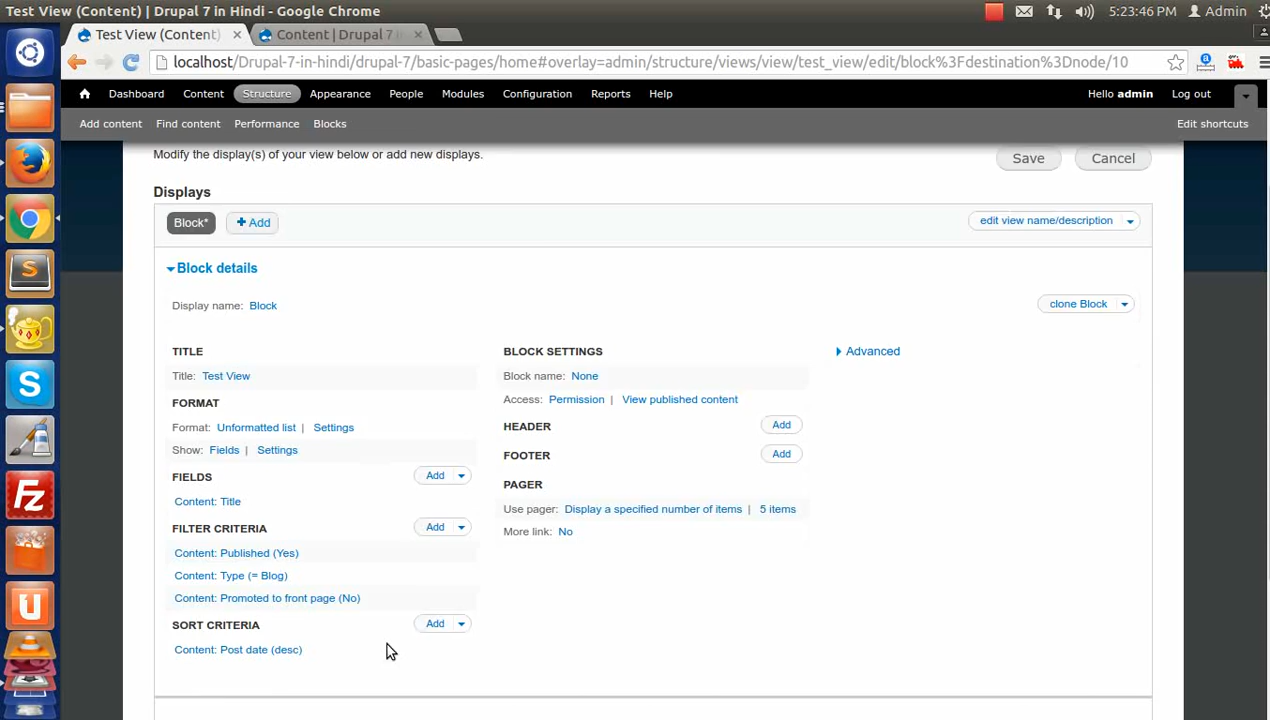 Test View (Content) | Drupal 7 in Hindi - Google Chrome
5:23:46 PM Admin
Test View (Content) ×
Content | Drupal 7 in ×
localhost/Drupal-7-in-hindi/drupal-7/basic-pages/home#overlay=admin/structure/views/view/test_view/edit/block%3Fdestination%3Dnode/10
Dashboard Content Structure Appearance People Modules Configuration Reports Help Hello admin Log out
Add content Find content Performance Blocks Edit shortcuts
Modify the display(s) of your view below or add new displays.
Save Cancel
Displays
Block* + Add edit view name/description
Block details
Display name: Block clone Block
TITLE
Title: Test View
FORMAT
Format: Unformatted list | Settings
Show: Fields | Settings
FIELDS Add
Content: Title
FILTER CRITERIA Add
Content: Published (Yes)
Content: Type (= Blog)
Content: Promoted to front page (No)
SORT CRITERIA Add
Content: Post date (desc)
BLOCK SETTINGS
Block name: None
Access: Permission | View published content
HEADER Add
FOOTER Add
PAGER
Use pager: Display a specified number of items | 5 items
More link: No
Advanced